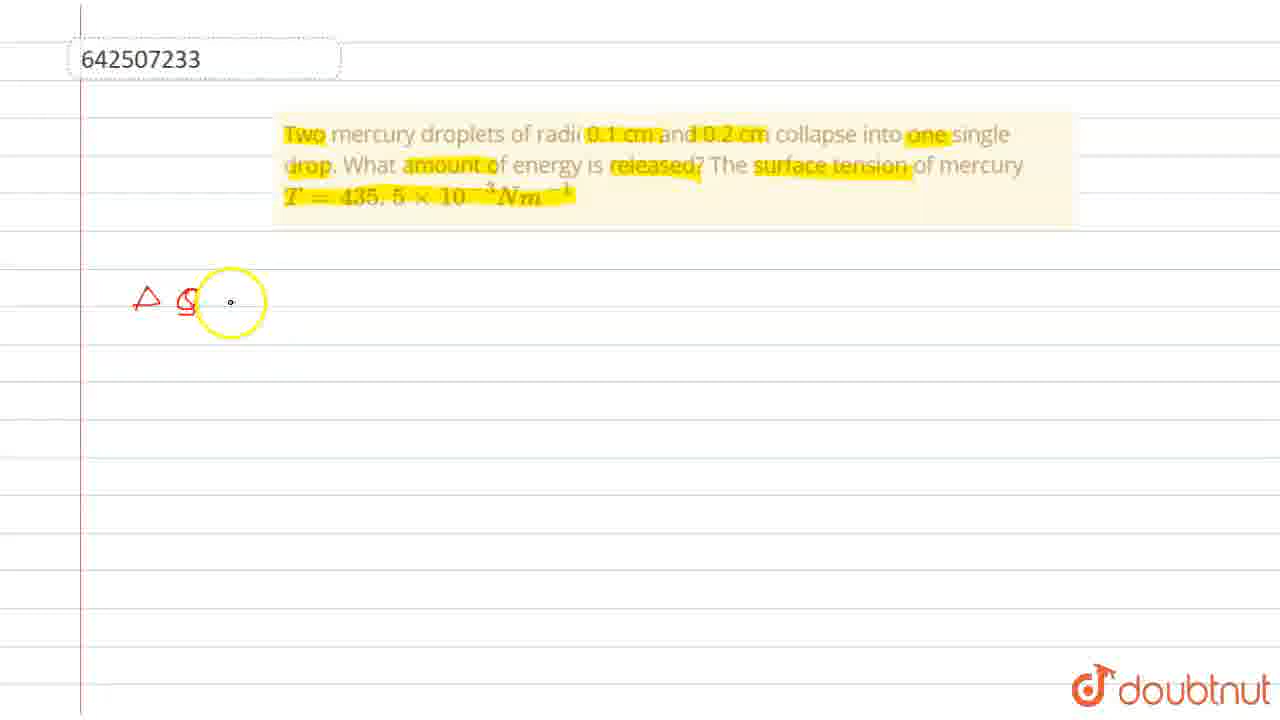 642507233
Two mercury droplets of radii 0.1 cm and 0.2 cm collapse into one single
drop. What amount of energy is released? The surface tension of mercury
T = 435.5 × 10⁻³ Nm⁻¹
Δ S
doubtnut